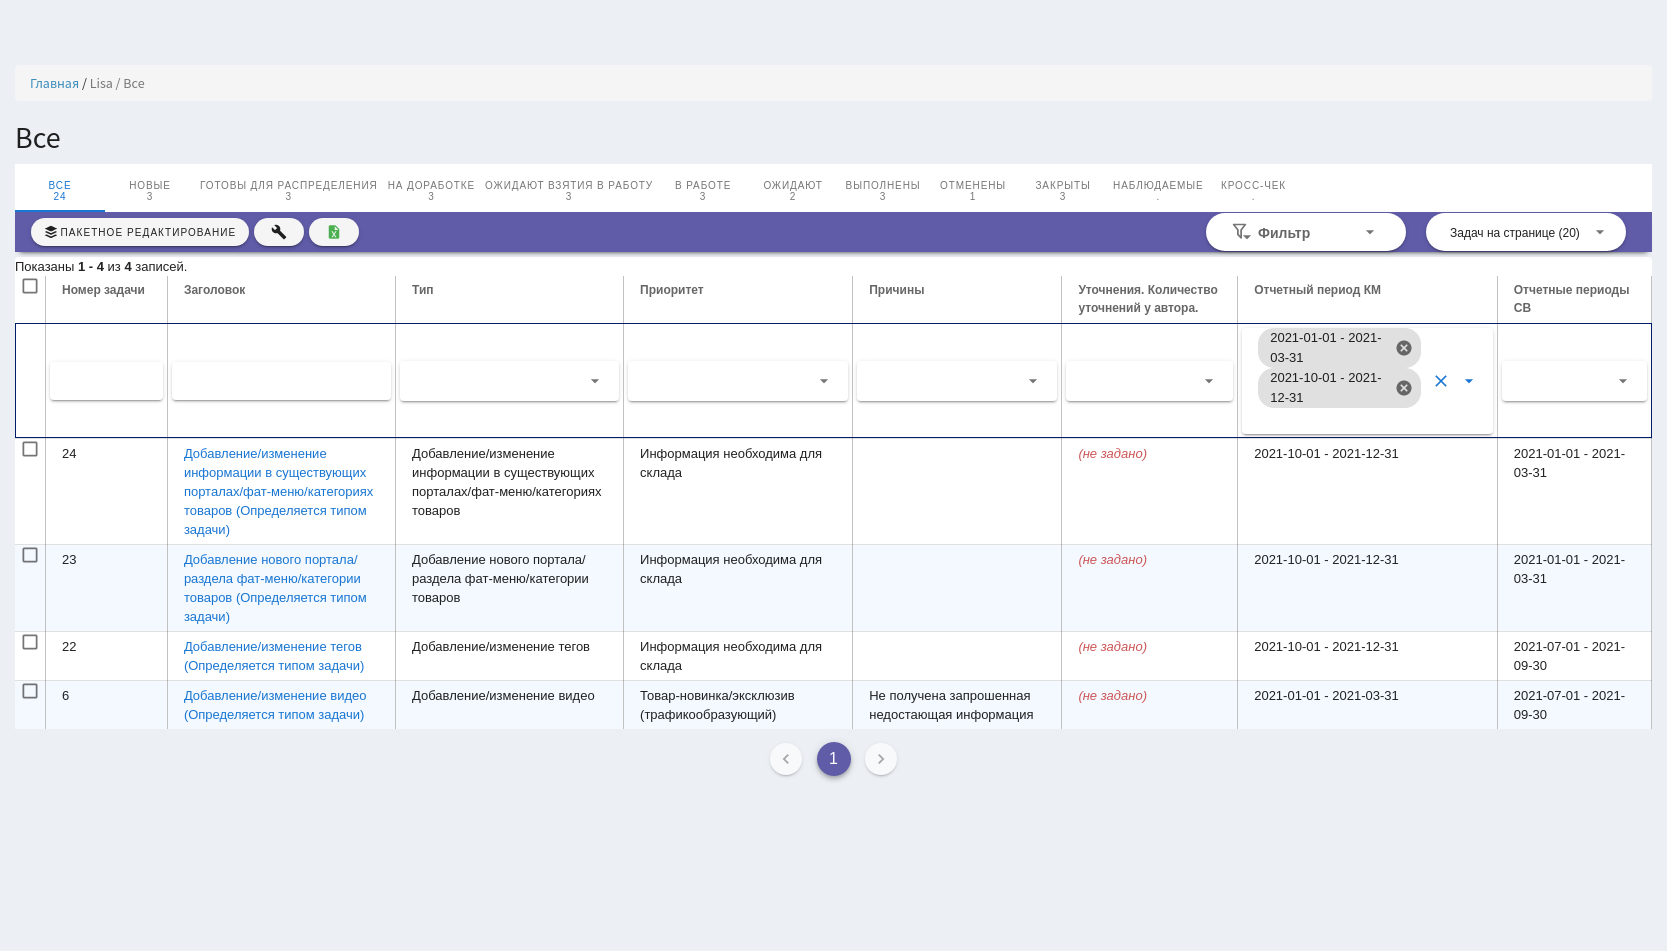 Главная / Lisa / Все
Все
ВСЕ
24
НОВЫЕ
3
ГОТОВЫ ДЛЯ РАСПРЕДЕЛЕНИЯ
3
НА ДОРАБОТКЕ
3
ОЖИДАЮТ ВЗЯТИЯ В РАБОТУ
3
В РАБОТЕ
3
ОЖИДАЮТ
2
ВЫПОЛНЕНЫ
3
ОТМЕНЕНЫ
1
ЗАКРЫТЫ
3
НАБЛЮДАЕМЫЕ
.
КРОСС-ЧЕК
.
ПАКЕТНОЕ РЕДАКТИРОВАНИЕ
Фильтр
Задач на странице (20)
Показаны 1 - 4 из 4 записей.
Номер задачи
Заголовок
Тип
Приоритет
Причины
Уточнения. Количество
уточнений у автора.
Отчетный период КМ
Отчетные периоды
СВ
2021-01-01 - 2021-
03-31
2021-10-01 - 2021-
12-31
24
Добавление/изменение
информации в существующих
порталах/фат-меню/категориях
товаров (Определяется типом
задачи)
Добавление/изменение
информации в существующих
порталах/фат-меню/категориях
товаров
Информация необходима для
склада
(не задано)
2021-10-01 - 2021-12-31
2021-01-01 - 2021-
03-31
23
Добавление нового портала/
раздела фат-меню/категории
товаров (Определяется типом
задачи)
Добавление нового портала/
раздела фат-меню/категории
товаров
Информация необходима для
склада
(не задано)
2021-10-01 - 2021-12-31
2021-01-01 - 2021-
03-31
22
Добавление/изменение тегов
(Определяется типом задачи)
Добавление/изменение тегов
Информация необходима для
склада
(не задано)
2021-10-01 - 2021-12-31
2021-07-01 - 2021-
09-30
6
Добавление/изменение видео
(Определяется типом задачи)
Добавление/изменение видео
Товар-новинка/эксклюзив
(трафикообразующий)
Не получена запрошенная
недостающая информация
(не задано)
2021-01-01 - 2021-03-31
2021-07-01 - 2021-
09-30
1